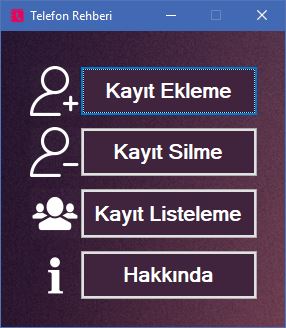 Telefon Rehberi
Kayıt Ekleme
Kayıt Silme
Kayıt Listeleme
Hakkında